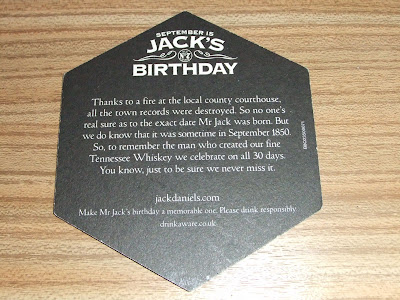 SEPTEMBER IS
JACK'S
Nº7
BIRTHDAY
Thanks to a fire at the local county courthouse,
all the town records were destroyed. So no one's
real sure as to the exact date Mr Jack was born. But
we do know that it was sometime in September 1850.
So, to remember the man who created our fine
Tennessee Whiskey we celebrate on all 30 days.
You know, just to be sure we never miss it.
jackdaniels.com
Make Mr Jack's birthday a memorable one. Please drink responsibly.
drinkaware.co.uk